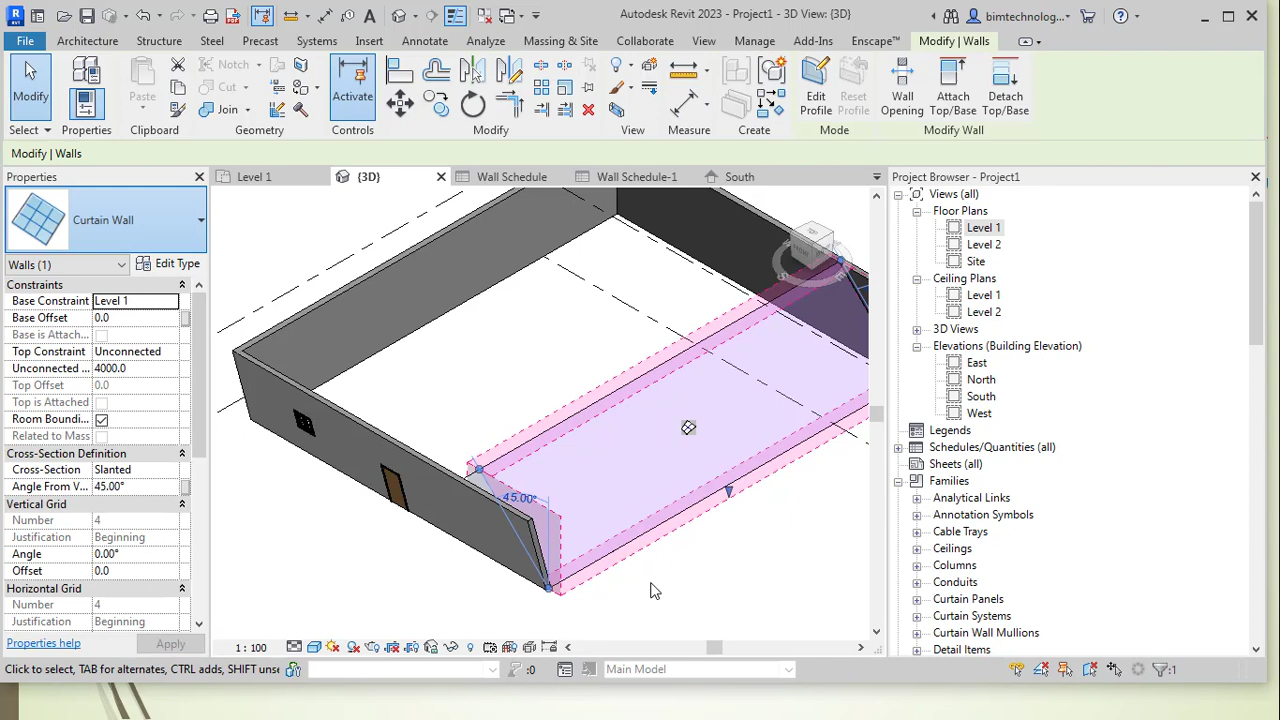 Autodesk Revit 2023 - Project1 - 3D View: {3D}
bimtechnolog...
File Architecture Structure Steel Precast Systems Insert Annotate Analyze Massing & Site Collaborate View Manage Add-Ins Enscape™ Modify | Walls
Modify
Paste
Notch
Cut
Join
Activate
Edit Profile
Reset Profile
Wall Opening
Attach Top/Base
Detach Top/Base
Select Properties Clipboard Geometry Controls Modify View Measure Create Mode Modify Wall
Modify | Walls
Properties
Level 1
{3D}
Wall Schedule
Wall Schedule-1
South
Project Browser - Project1
Curtain Wall
Walls (1)
Edit Type
Constraints
Base Constraint Level 1
Base Offset 0.0
Base is Attach...
Top Constraint Unconnected
Unconnected ... 4000.0
Top Offset 0.0
Top is Attached
Room Boundi...
Related to Mass
Cross-Section Definition
Cross-Section Slanted
Angle From V... 45.00°
Vertical Grid
Number 4
Justification Beginning
Angle 0.00°
Offset 0.0
Horizontal Grid
Number 4
Justification Beginning
Properties help
Apply
45.00°
1 : 100
Views (all)
Floor Plans
Level 1
Level 2
Site
Ceiling Plans
Level 1
Level 2
3D Views
Elevations (Building Elevation)
East
North
South
West
Legends
Schedules/Quantities (all)
Sheets (all)
Families
Analytical Links
Annotation Symbols
Cable Trays
Ceilings
Columns
Conduits
Curtain Panels
Curtain Systems
Curtain Wall Mullions
Detail Items
Click to select, TAB for alternates, CTRL adds, SHIFT unse
:0
Main Model
:1